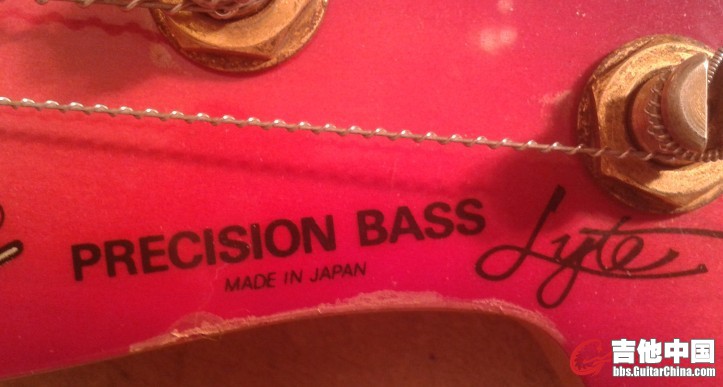 PRECISION BASS Lyte
MADE IN JAPAN
吉他中国
bbs.GuitarChina.com